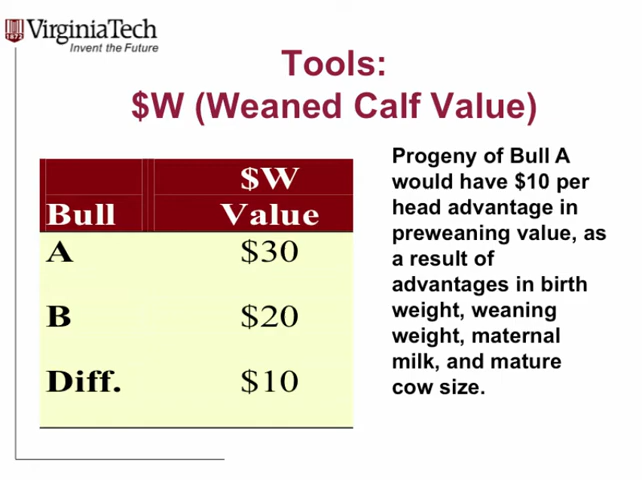 VirginiaTech
1872
Invent the Future
Tools:
$W (Weaned Calf Value)
$W
Bull Value
A $30
B $20
Diff. $10
Progeny of Bull A
would have $10 per
head advantage in
preweaning value, as
a result of
advantages in birth
weight, weaning
weight, maternal
milk, and mature
cow size.